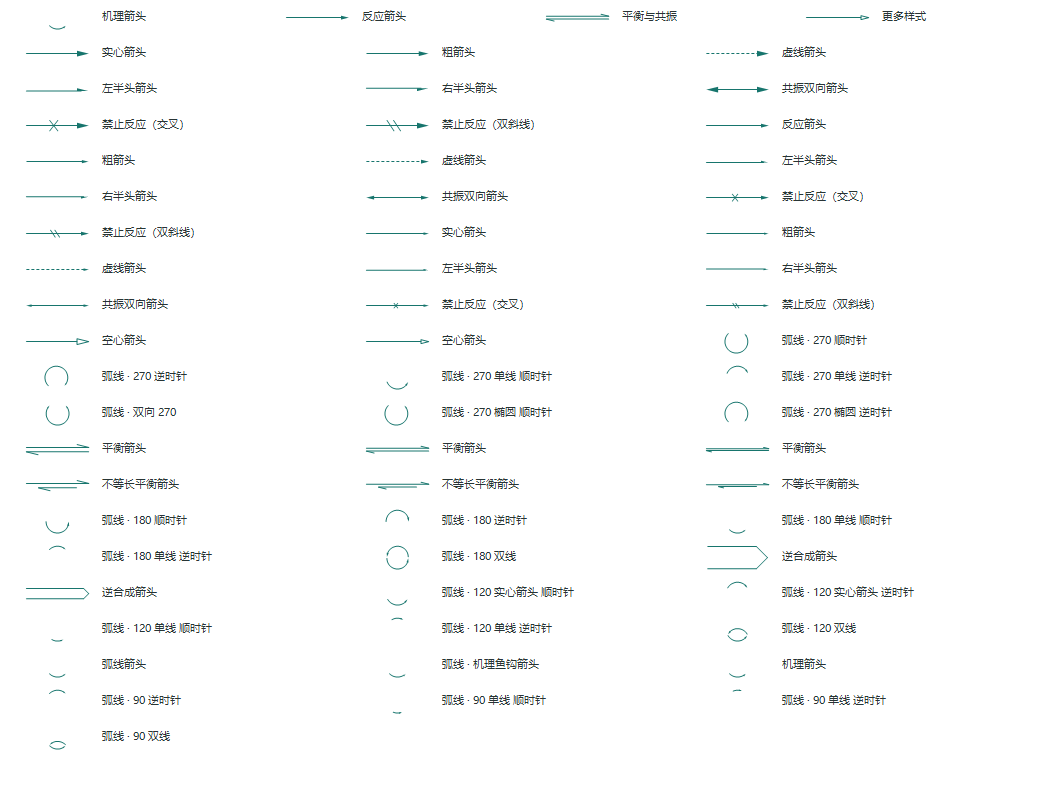 机理箭头 反应箭头 平衡与共振 更多样式
实心箭头 粗箭头 虚线箭头
左半头箭头 右半头箭头 共振双向箭头
禁止反应（交叉） 禁止反应（双斜线） 反应箭头
粗箭头 虚线箭头 左半头箭头
右半头箭头 共振双向箭头 禁止反应（交叉）
禁止反应（双斜线） 实心箭头 粗箭头
虚线箭头 左半头箭头 右半头箭头
共振双向箭头 禁止反应（交叉） 禁止反应（双斜线）
空心箭头 空心箭头 弧线 · 270 顺时针
弧线 · 270 逆时针 弧线 · 270 单线 顺时针 弧线 · 270 单线 逆时针
弧线 · 双向 270 弧线 · 270 椭圆 顺时针 弧线 · 270 椭圆 逆时针
平衡箭头 平衡箭头 平衡箭头
不等长平衡箭头 不等长平衡箭头 不等长平衡箭头
弧线 · 180 顺时针 弧线 · 180 逆时针 弧线 · 180 单线 顺时针
弧线 · 180 单线 逆时针 弧线 · 180 双线 逆合成箭头
逆合成箭头 弧线 · 120 实心箭头 顺时针 弧线 · 120 实心箭头 逆时针
弧线 · 120 单线 顺时针 弧线 · 120 单线 逆时针 弧线 · 120 双线
弧线箭头 弧线 · 机理鱼钩箭头 机理箭头
弧线 · 90 逆时针 弧线 · 90 单线 顺时针 弧线 · 90 单线 逆时针
弧线 · 90 双线